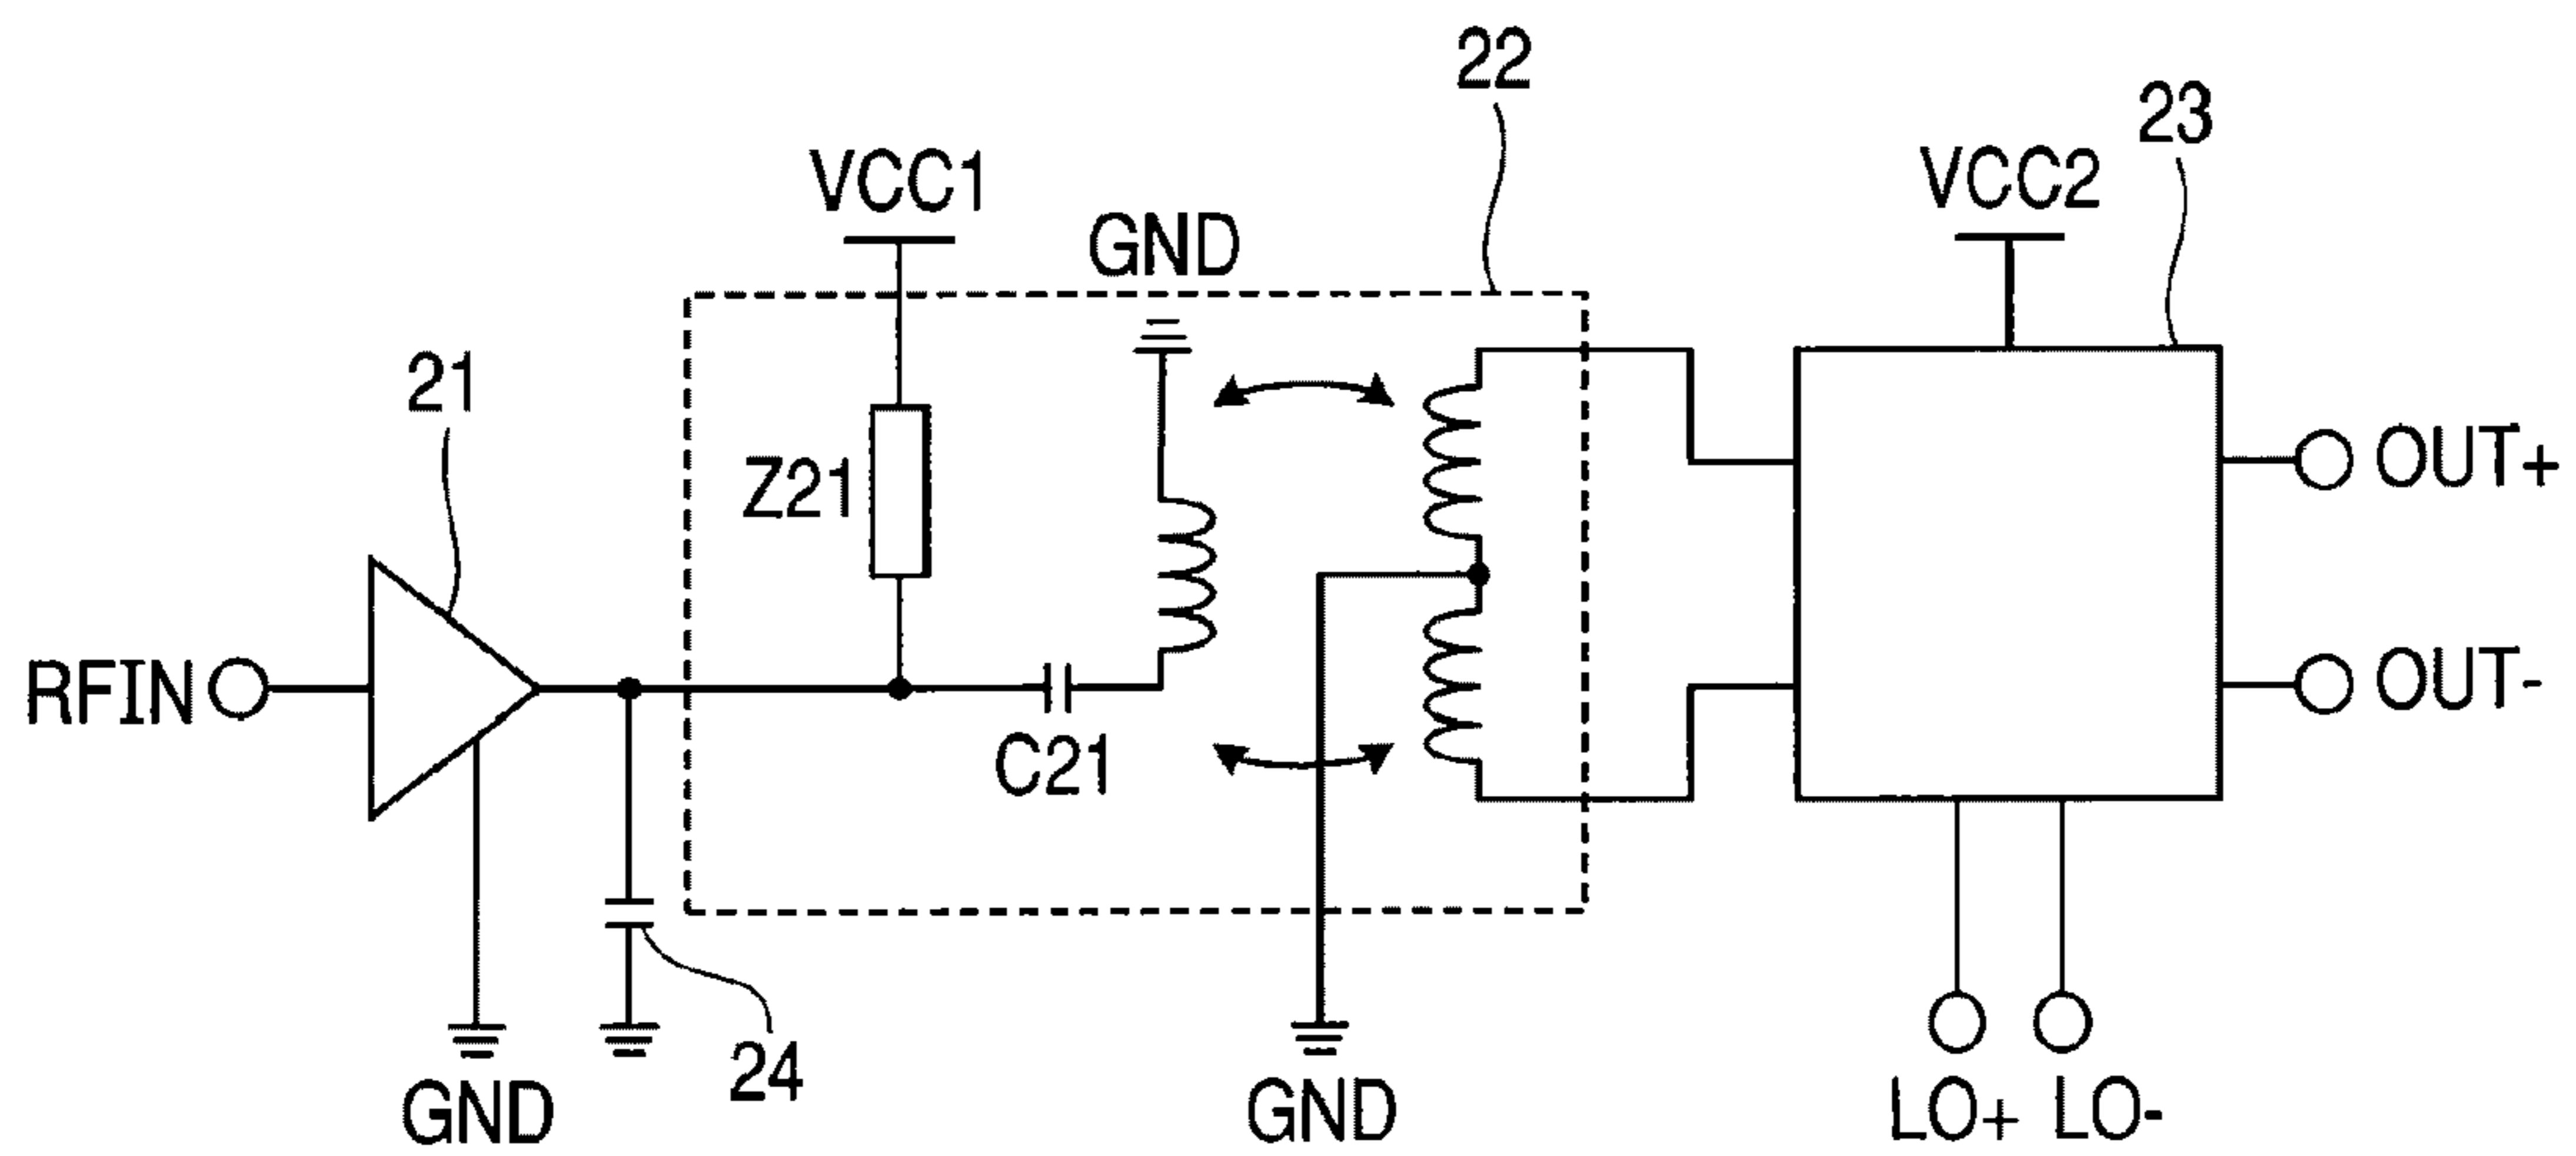 22
23
VCC1
VCC2
GND
21
Z21
OUT+
RFIN
OUT-
C21
24
GND
GND
LO+
LO-